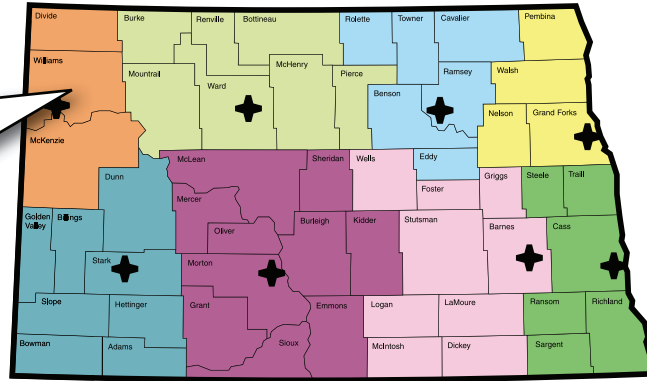 Divide
Burke
Renville
Bottineau
Rolette
Towner
Cavalier
Pembina
Williams
Mountrail
Ward
McHenry
Pierce
Benson
Ramsey
Walsh
Nelson
Grand Forks
McKenzie
Dunn
McLean
Sheridan
Wells
Eddy
Foster
Griggs
Steele
Traill
Mercer
Oliver
Burleigh
Kidder
Stutsman
Barnes
Cass
Golden
Valley
Billings
Stark
Morton
Slope
Hettinger
Grant
Emmons
Logan
LaMoure
Ransom
Richland
Bowman
Adams
Sioux
McIntosh
Dickey
Sargent